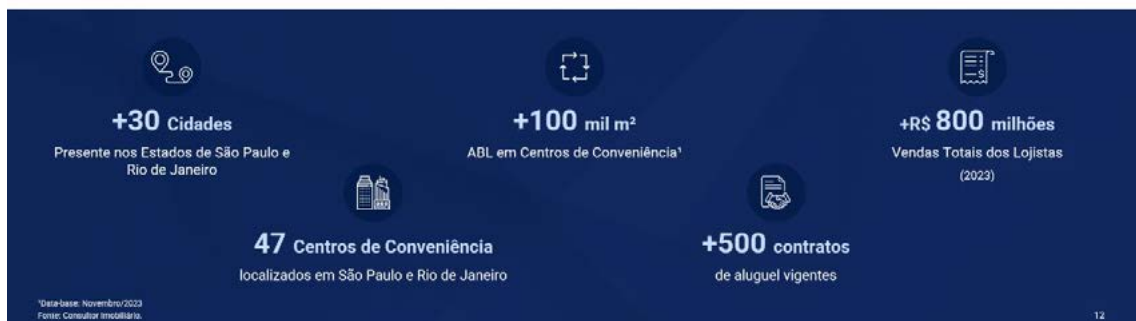 +30 Cidades
Presente nos Estados de São Paulo e
Rio de Janeiro
47 Centros de Conveniência
localizados em São Paulo e Rio de Janeiro
+100 mil m²
ABL em Centros de Conveniência¹
+500 contratos
de aluguel vigentes
+R$ 800 milhões
Vendas Totais dos Lojistas
(2023)
¹Data-base: Novembro/2023
Fonte: Consultor Imobiliário.
12